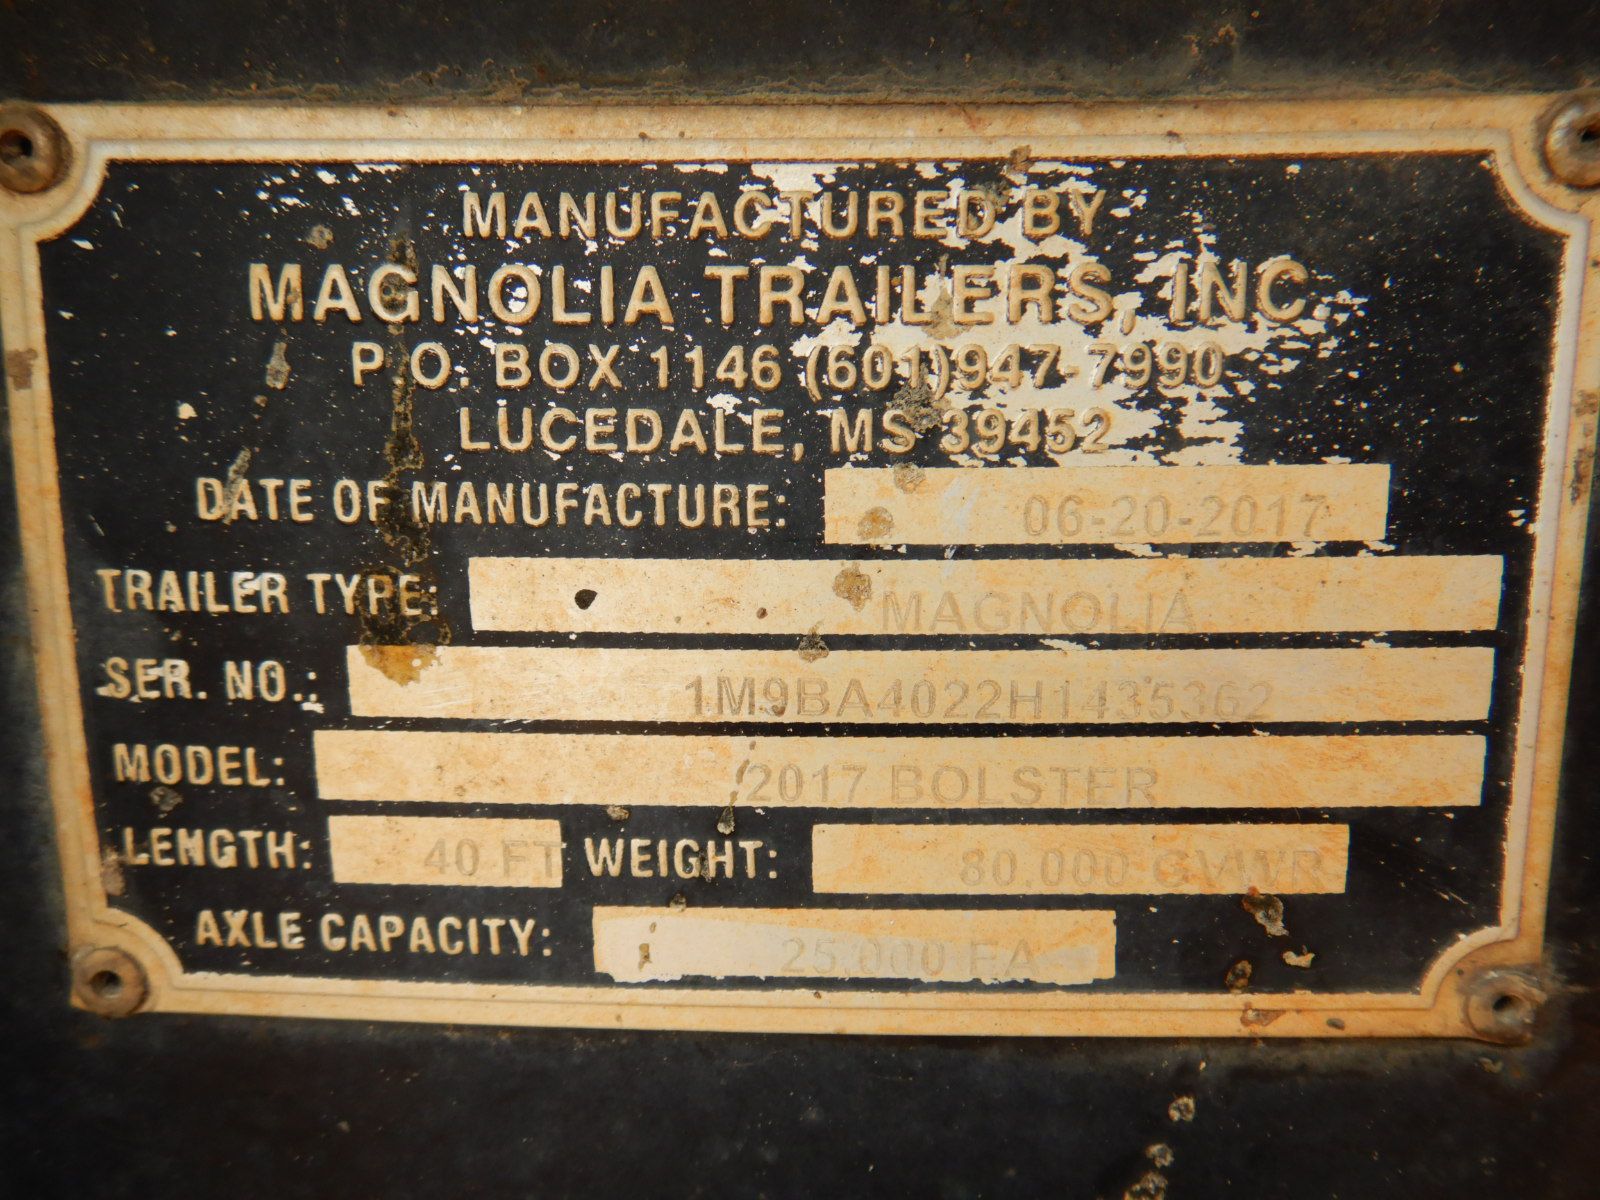 MANUFACTURED BY
MAGNOLIA TRAILERS, INC.
P.O. BOX 1146 (601)947-7990
LUCEDALE, MS 39452
DATE OF MANUFACTURE: 06-20-2017
TRAILER TYPE: MAGNOLIA
SER. NO.: 1M9BA4022H1435362
MODEL: 2017 BOLSTER
LENGTH: 40 FT WEIGHT: 80,000 GVWR
AXLE CAPACITY: 25,000 EA